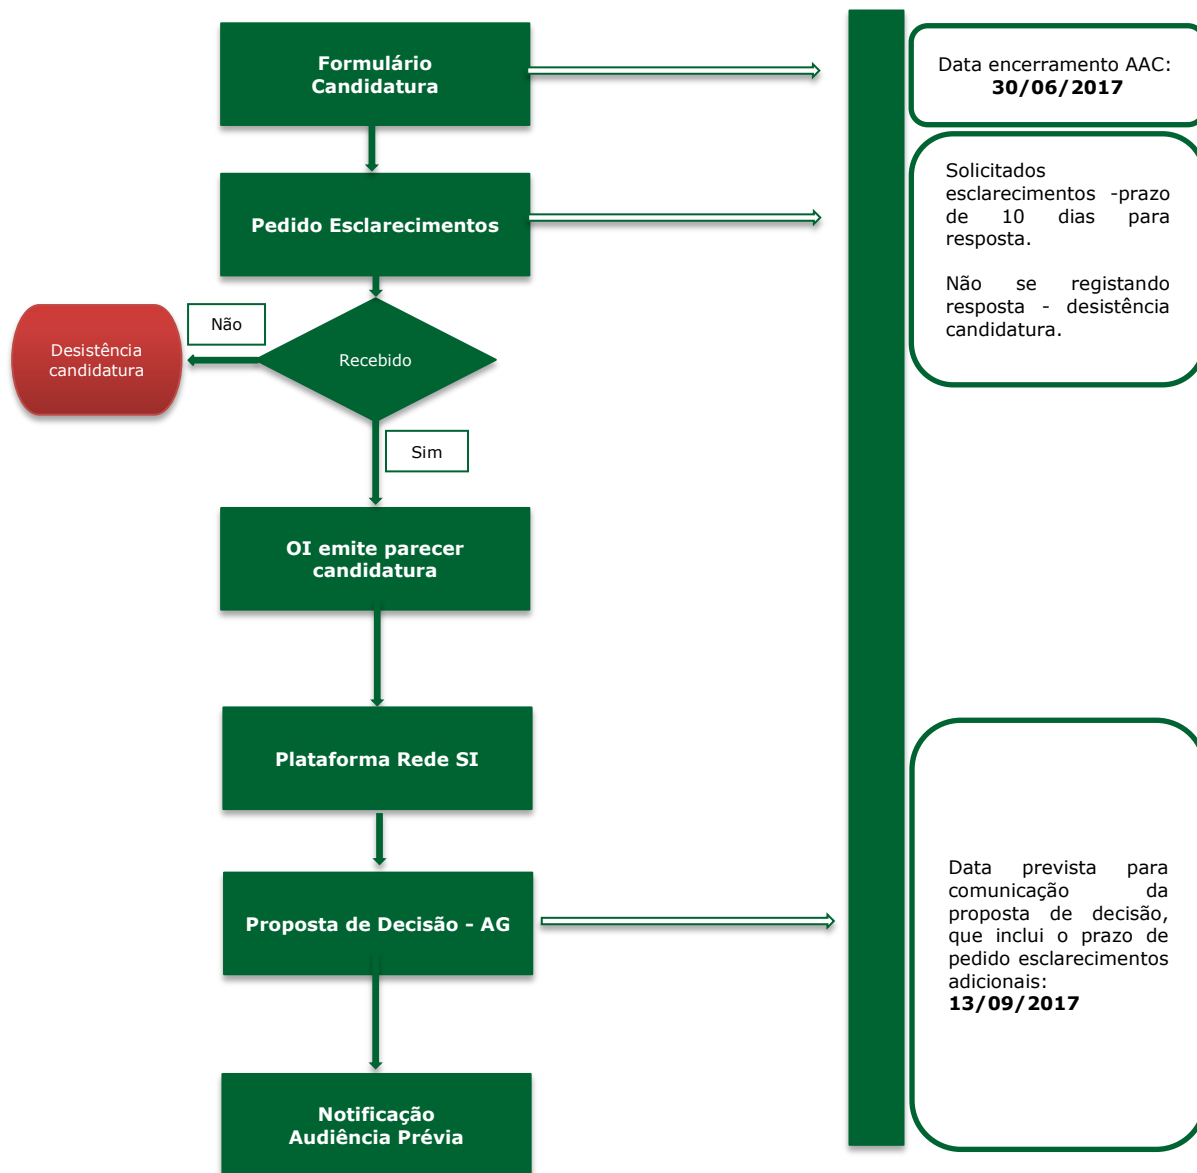 Formulário
Candidatura
Data encerramento AAC:
30/06/2017
Pedido Esclarecimentos
Solicitados
esclarecimentos -prazo
de 10 dias para
resposta.
Não se registando
resposta - desistência
candidatura.
Não
Desistência
candidatura
Recebido
Sim
OI emite parecer
candidatura
Plataforma Rede SI
Proposta de Decisão - AG
Data prevista para
comunicação da
proposta de decisão,
que inclui o prazo de
pedido esclarecimentos
adicionais:
13/09/2017
Notificação
Audiência Prévia